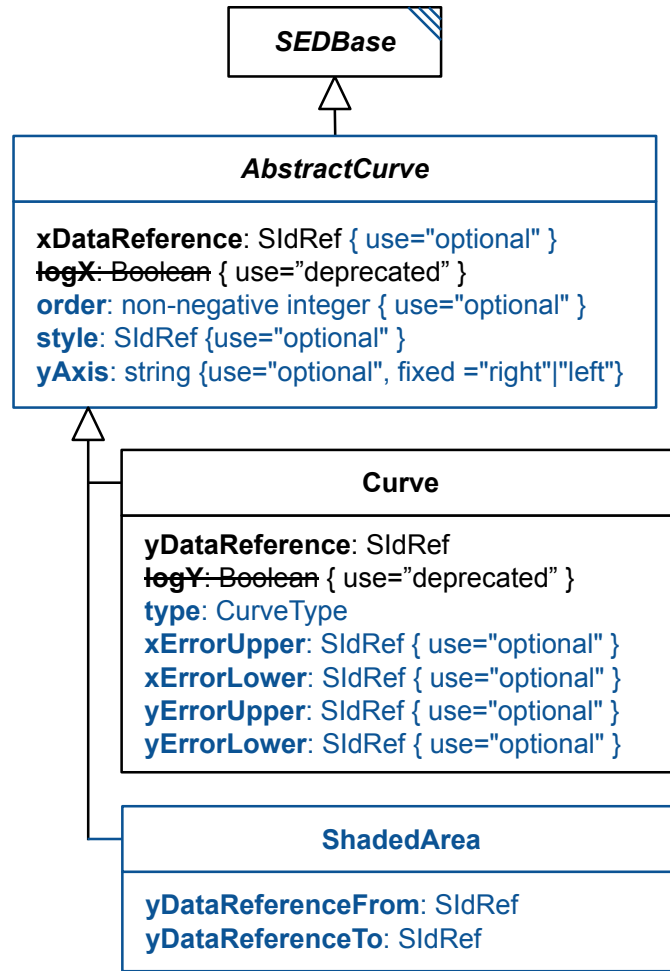 SEDBase
AbstractCurve
xDataReference: SIdRef { use="optional" }
logX: Boolean { use=”deprecated” }
order: non-negative integer { use="optional" }
style: SIdRef {use="optional" }
yAxis: string {use="optional", fixed ="right"|"left"}
Curve
yDataReference: SIdRef
logY: Boolean { use=”deprecated” }
type: CurveType
xErrorUpper: SIdRef { use="optional" }
xErrorLower: SIdRef { use="optional" }
yErrorUpper: SIdRef { use="optional" }
yErrorLower: SIdRef { use="optional" }
ShadedArea
yDataReferenceFrom: SIdRef
yDataReferenceTo: SIdRef